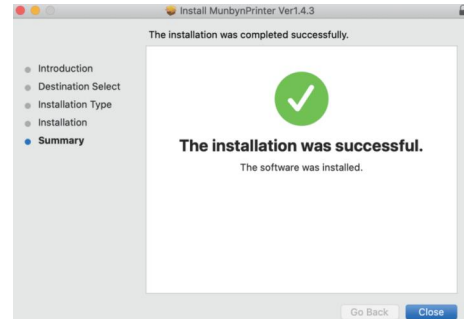 Install MunbynPrinter Ver1.4.3
The installation was completed successfully.
Introduction
Destination Select
Installation Type
Installation
Summary
The installation was successful.
The software was installed.
Go Back
Close